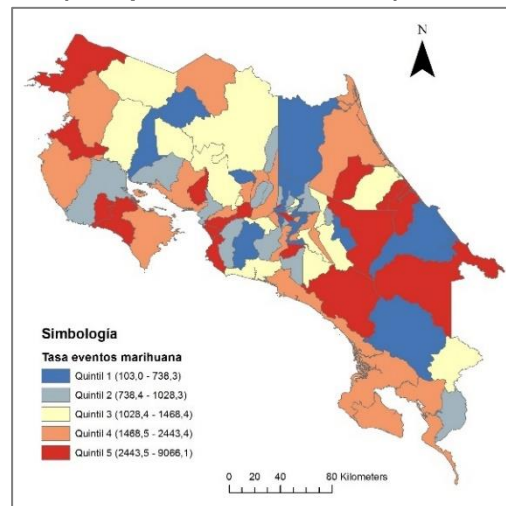 N
Simbología
Tasa eventos marihuana
Quintil 1 (103,0 - 738,3)
Quintil 2 (738,4 - 1028,3)
Quintil 3 (1028,4 - 1468,4)
Quintil 4 (1468,5 - 2443,4)
Quintil 5 (2443,5 - 9066,1)
0 20 40 80 Kilometers